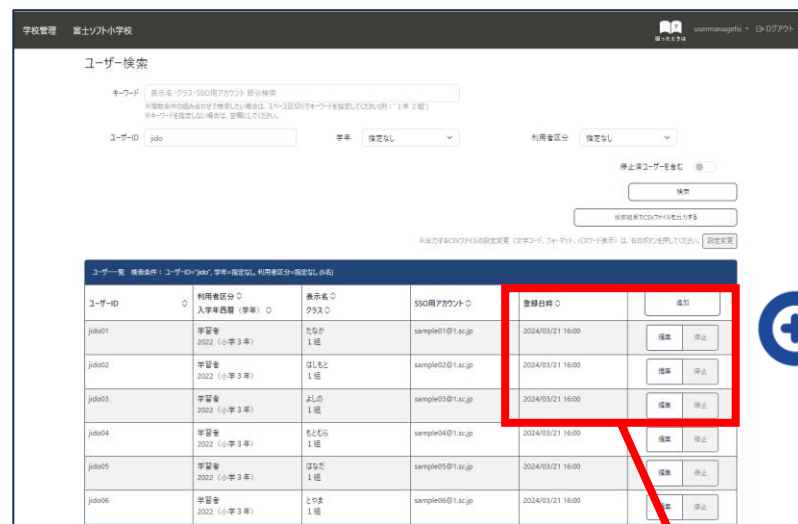 学校管理 富士ソフト小学校
困ったときは usermanagefsi ログアウト
ユーザー検索
キーワード 表示名・クラス・SSO用アカウント 部分検索
※複数条件の組み合わせで検索したい場合は、スペース区切りでキーワードを指定してください(例:"1年 2組")
※キーワードを指定しない場合は、空欄にしてください。
ユーザーID jido 学年 指定なし 利用者区分 指定なし
停止済ユーザーを含む
検索
検索結果でCSVファイルを出力する
※出力するCSVファイルの設定変更(文字コード、フォーマット、パスワード表示)は、右のボタンを押してください。 設定変更
ユーザー一覧 検索条件: ユーザーID="jido", 学年=指定なし, 利用者区分=指定なし (6名)
ユーザーID 利用者区分 表示名 SSO用アカウント 登録日時 追加
入学年西暦(学年) クラス
jido01 学習者 たなか sample01@1.sc.jp 2024/03/21 16:00 編集 停止
2022(小学3年) 1組
jido02 学習者 はしもと sample02@1.sc.jp 2024/03/21 16:00 編集 停止
2022(小学3年) 1組
jido03 学習者 よしの sample03@1.sc.jp 2024/03/21 16:00 編集 停止
2022(小学3年) 1組
jido04 学習者 もとむら sample04@1.sc.jp 2024/03/21 16:00 編集 停止
2022(小学3年) 1組
jido05 学習者 はなだ sample05@1.sc.jp 2024/03/21 16:00 編集 停止
2022(小学3年) 1組
jido06 学習者 とやま sample06@1.sc.jp 2024/03/21 16:00 編集 停止
2022(小学3年) 1組